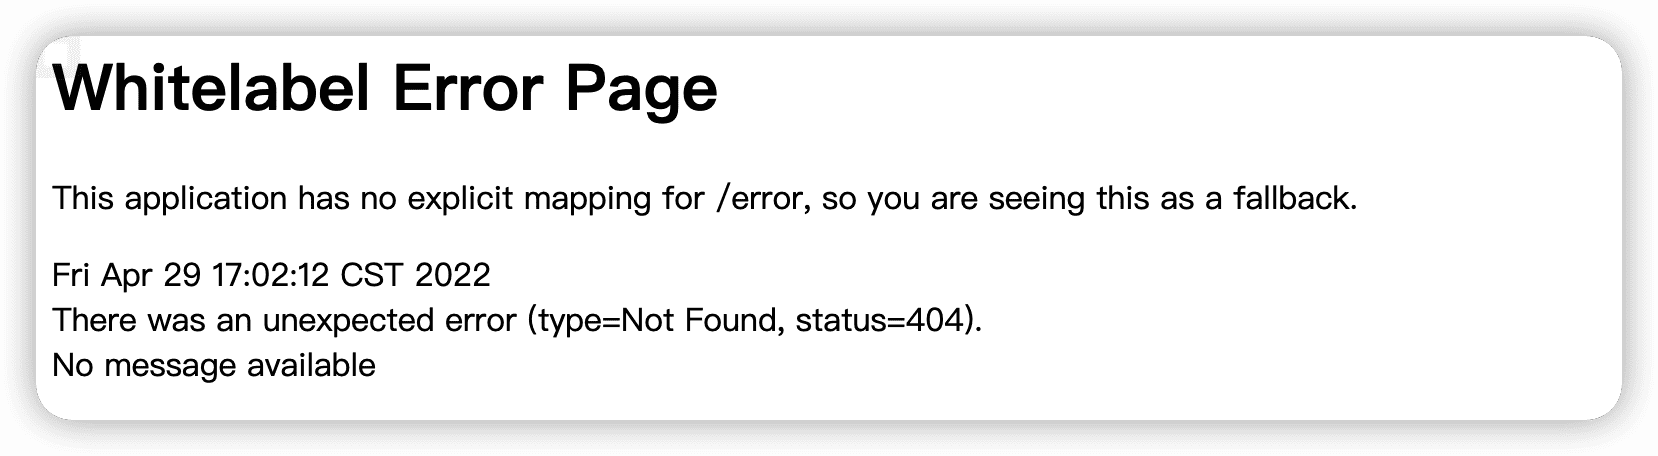 Whitelabel Error Page
This application has no explicit mapping for /error, so you are seeing this as a fallback.
Fri Apr 29 17:02:12 CST 2022
There was an unexpected error (type=Not Found, status=404).
No message available